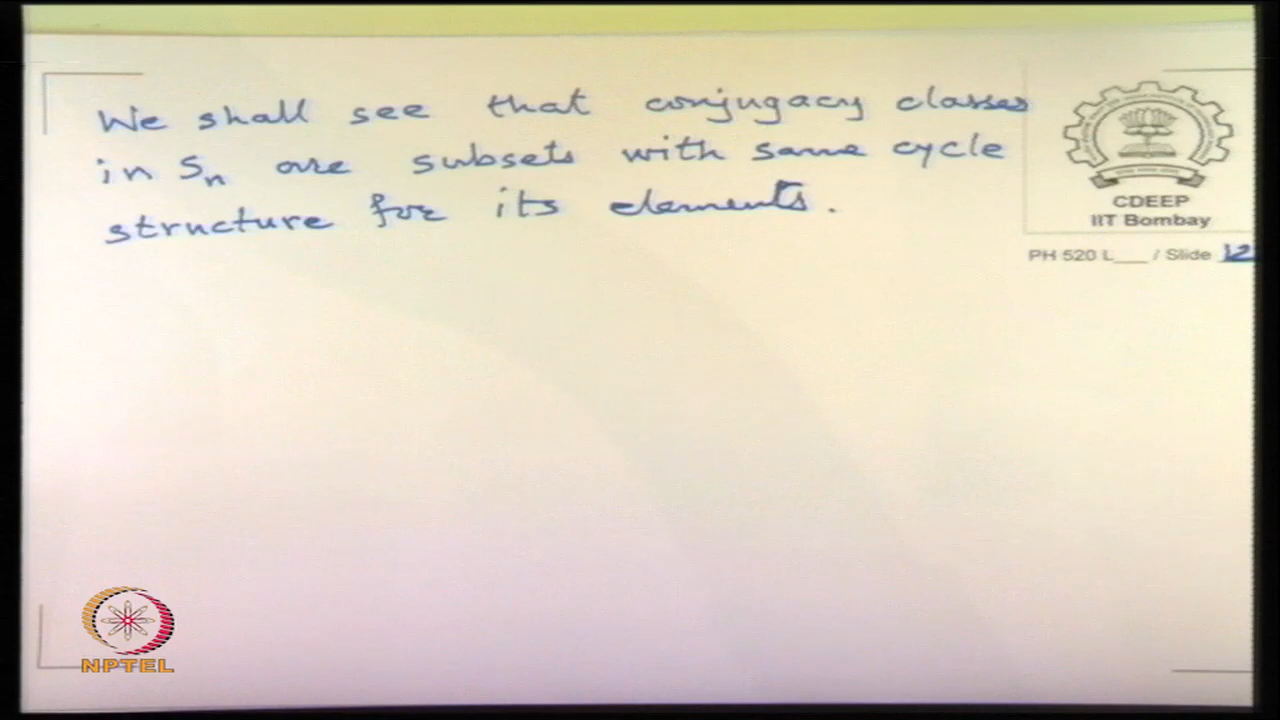 We shall see that conjugacy classes
in Sn are subsets with same cycle
structure for its elements.
CDEEP
IIT Bombay
PH 520 L___ / Slide 12
NPTEL